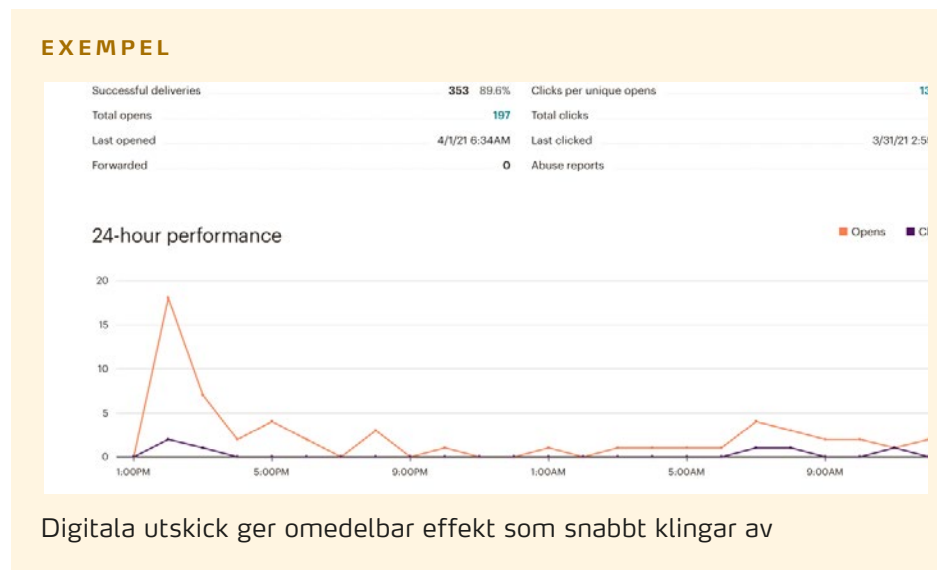 EXEMPEL
Successful deliveries 353 89.6% Clicks per unique opens
Total opens 197 Total clicks
Last opened 4/1/21 6:34AM Last clicked 3/31/21
Forwarded 0 Abuse reports
24-hour performance
Opens
20
15
10
5
0
1:00PM 5:00PM 9:00PM 1:00AM 5:00AM 9:00AM
Digitala utskick ger omedelbar effekt som snabbt klingar av